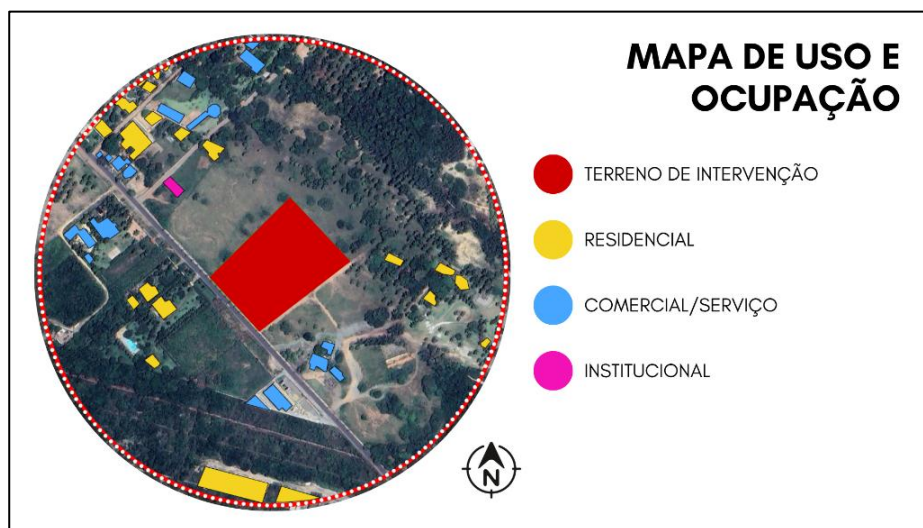 MAPA DE USO E
OCUPAÇÃO
TERRENO DE INTERVENÇÃO
RESIDENCIAL
COMERCIAL/SERVIÇO
INSTITUCIONAL
N